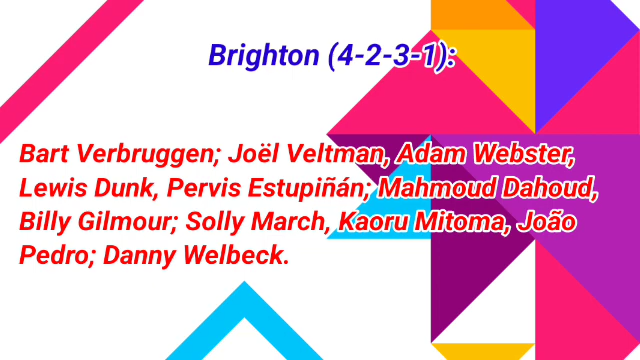 Brighton (4-2-3-1):
Bart Verbruggen; Joël Veltman, Adam Webster,
Lewis Dunk, Pervis Estupiñán; Mahmoud Dahoud,
Billy Gilmour; Solly March, Kaoru Mitoma, João
Pedro; Danny Welbeck.